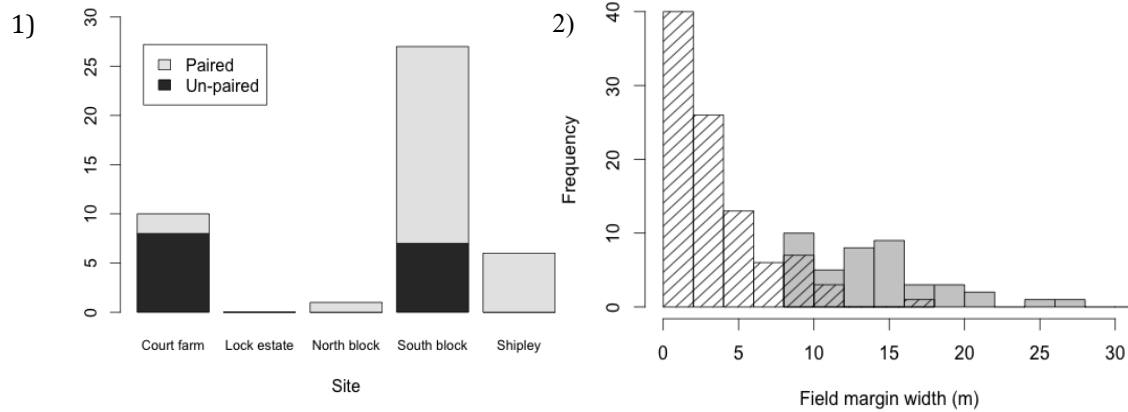 1)
30
25
20
15
10
5
0
Paired
Un-paired
Court farm Lock estate North block South block Shipley
Site
2)
Frequency
40
30
20
10
0
0 5 10 15 20 25 30
Field margin width (m)